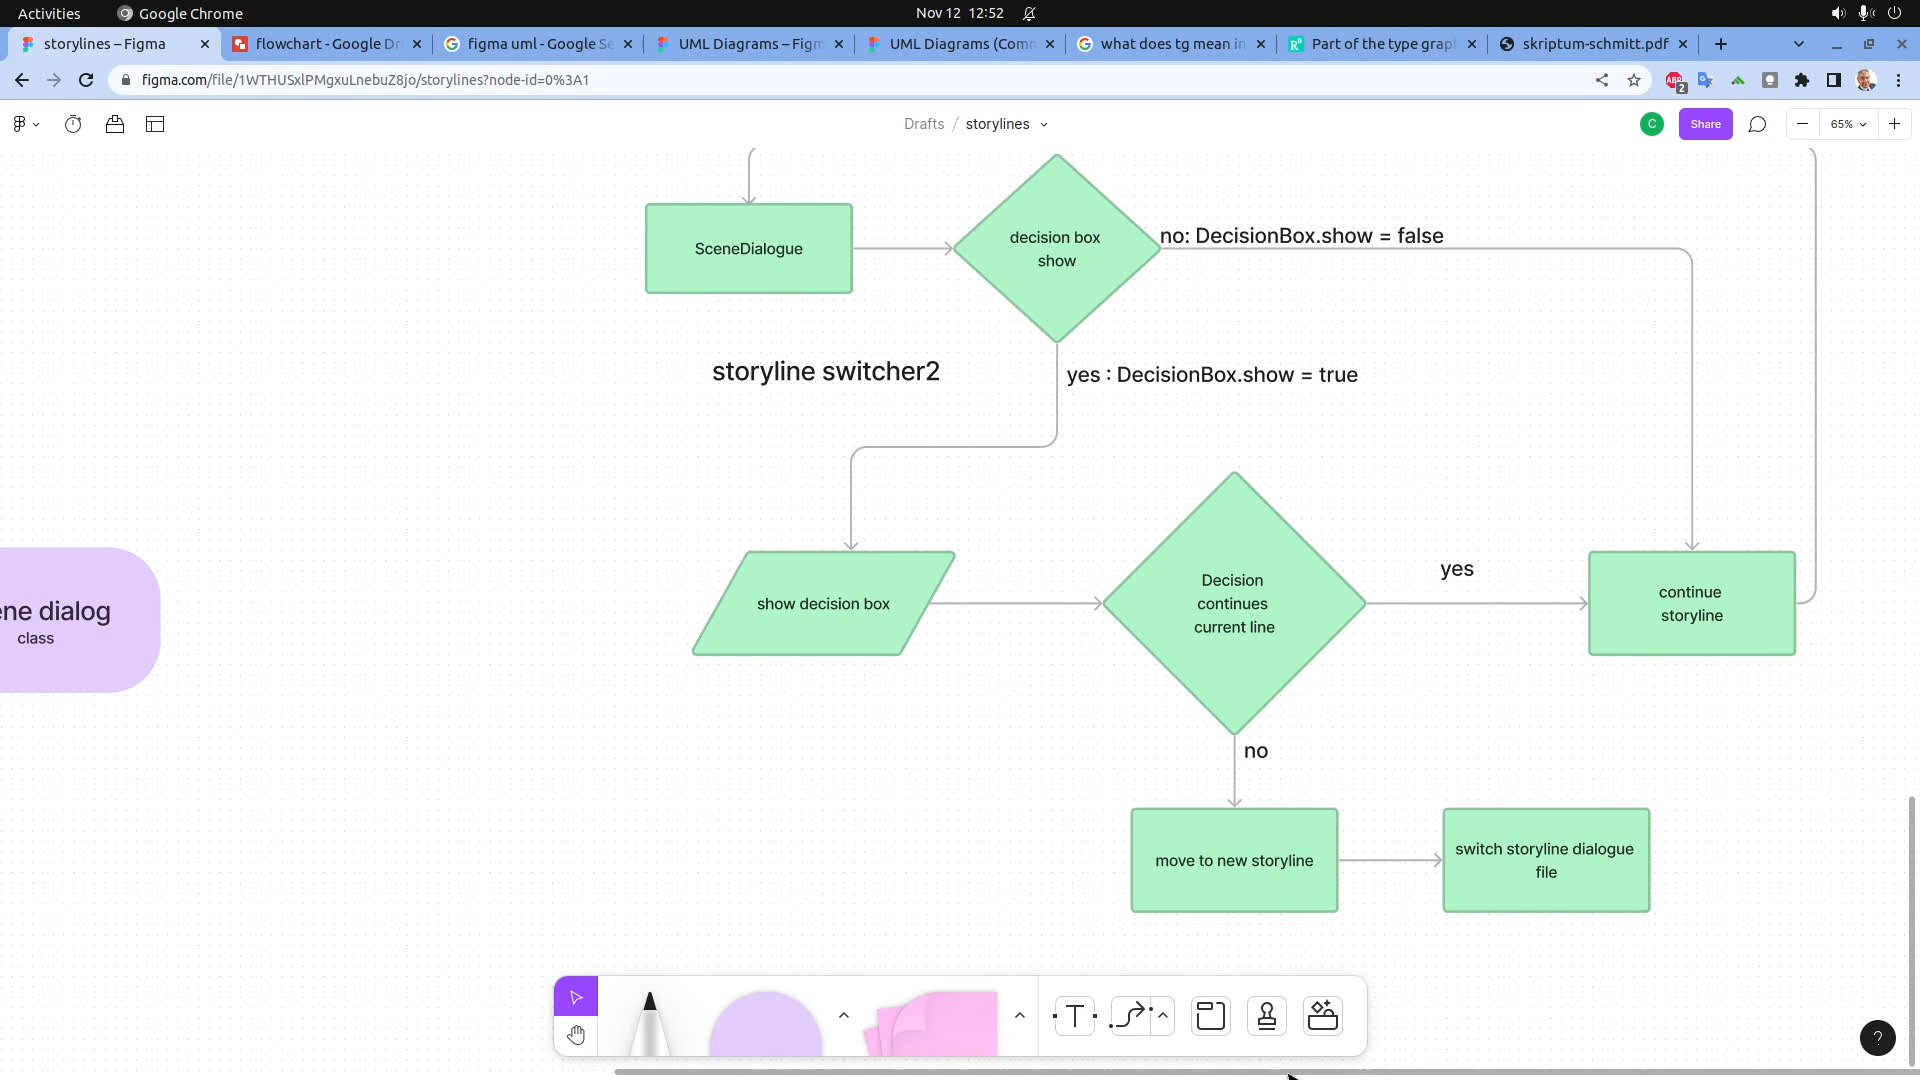 Activities
Google Chrome
Nov 12 12:52
storylines – Figma
flowchart - Google Dr
figma uml - Google Se
UML Diagrams – Figm
UML Diagrams (Com
what does tg mean in
Part of the type grap
skriptum-schmitt.pdf
figma.com/file/1WTHUSxlPMgxuLnebuZ8jo/storylines?node-id=0%3A1
ABP
2
Drafts / storylines
C
Share
65%
no: DecisionBox.show = false
decision box
show
SceneDialogue
storyline switcher2
yes : DecisionBox.show = true
yes
Decision
continues
current line
show decision box
continue
storyline
ene dialog
class
no
move to new storyline
switch storyline dialogue
file
T
?